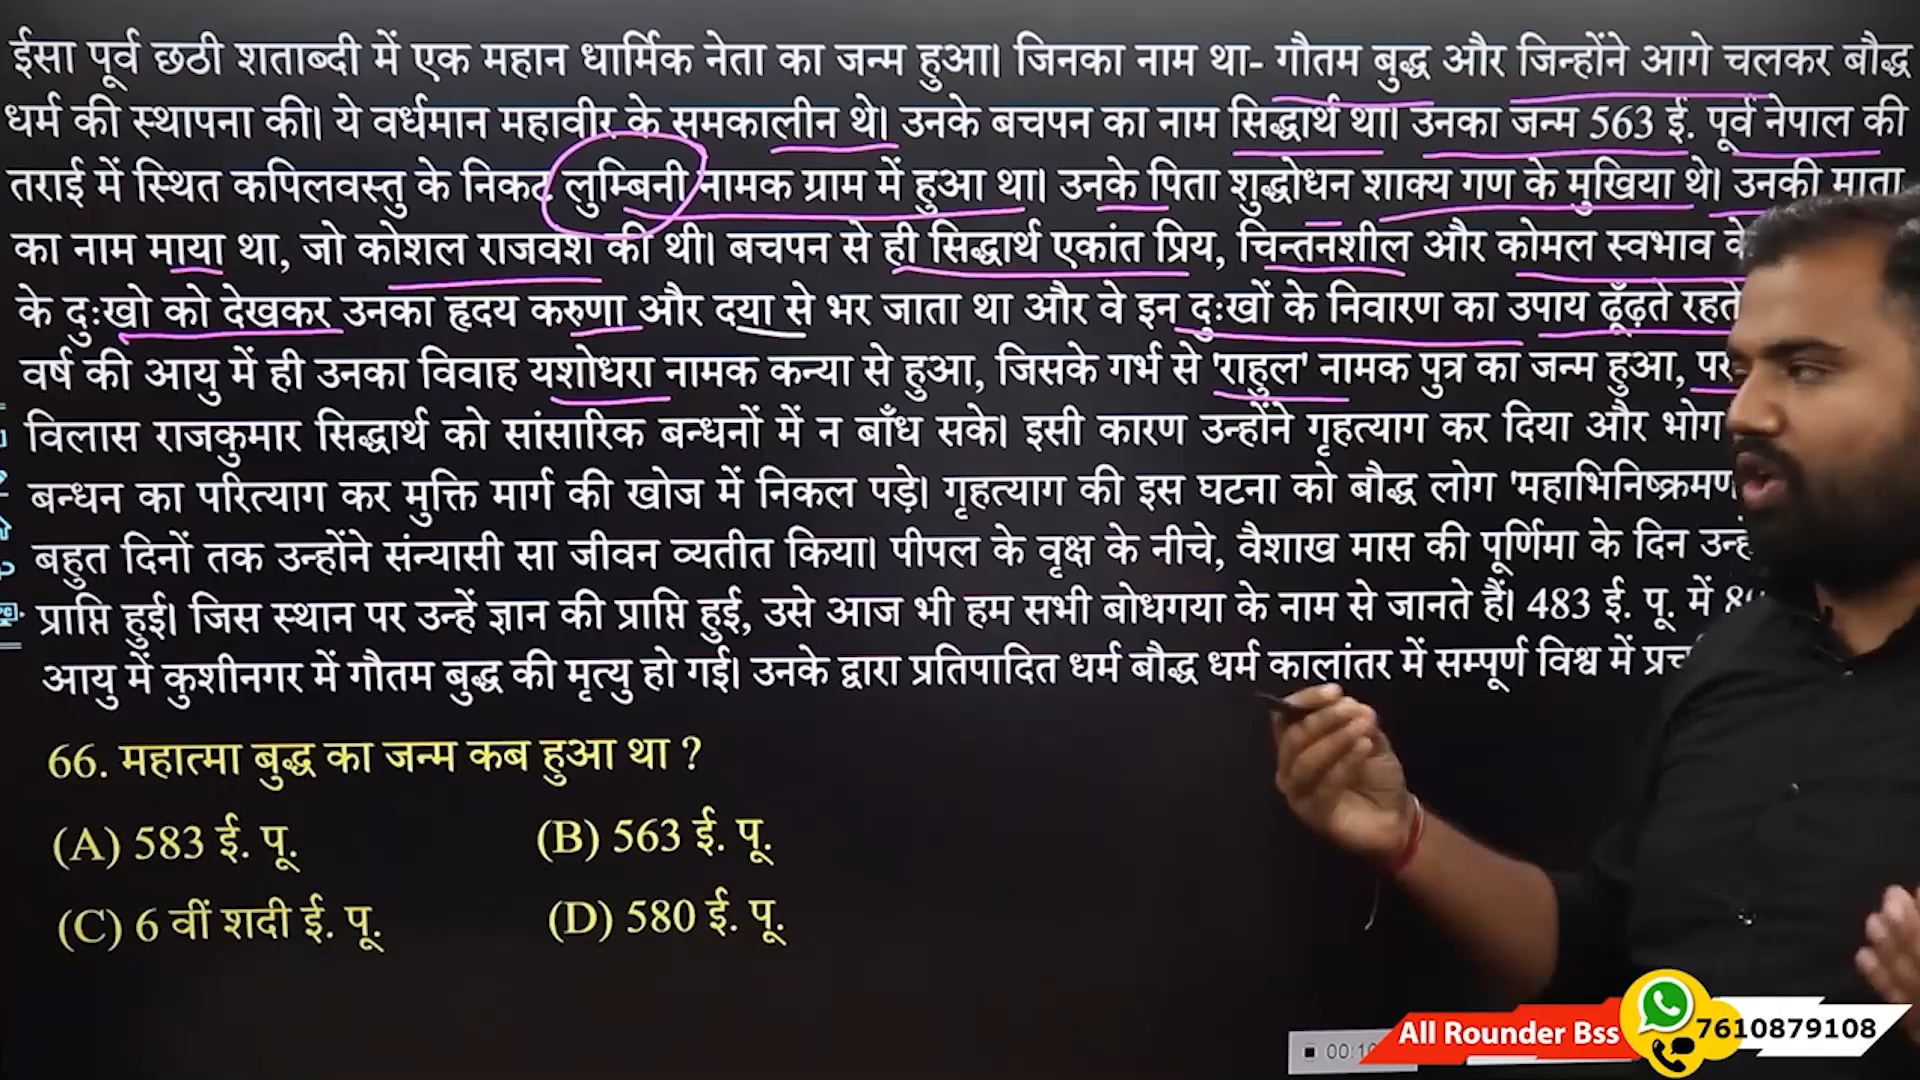 ईसा पूर्व छठी शताब्दी में एक महान धार्मिक नेता का जन्म हुआ। जिनका नाम था- गौतम बुद्ध और जिन्होंने आगे चलकर बौद्ध
धर्म की स्थापना की। ये वर्धमान महावीर के समकालीन थे। उनके बचपन का नाम सिद्धार्थ था। उनका जन्म 563 ई. पूर्व नेपाल की
तराई में स्थित कपिलवस्तु के निकट लुम्बिनी नामक ग्राम में हुआ था। उनके पिता शुद्धोधन शाक्य गण के मुखिया थे। उनकी माता
का नाम माया था, जो कोशल राजवंश की थी। बचपन से ही सिद्धार्थ एकांत प्रिय, चिन्तनशील और कोमल स्वभाव के
के दुःखो को देखकर उनका हृदय करुणा और दया से भर जाता था और वे इन दुःखों के निवारण का उपाय ढूँढ़ते रहते
वर्ष की आयु में ही उनका विवाह यशोधरा नामक कन्या से हुआ, जिसके गर्भ से 'राहुल' नामक पुत्र का जन्म हुआ,
विलास राजकुमार सिद्धार्थ को सांसारिक बन्धनों में न बाँध सके। इसी कारण उन्होंने गृहत्याग कर दिया और भोग
बन्धन का परित्याग कर मुक्ति मार्ग की खोज में निकल पड़े। गृहत्याग की इस घटना को बौद्ध लोग 'महाभिनिष्क्रमण
बहुत दिनों तक उन्होंने संन्यासी सा जीवन व्यतीत किया। पीपल के वृक्ष के नीचे, वैशाख मास की पूर्णिमा के दिन
प्राप्ति हुई। जिस स्थान पर उन्हें ज्ञान की प्राप्ति हुई, उसे आज भी हम सभी बोधगया के नाम से जानते हैं। 483 ई. पू. में
आयु में कुशीनगर में गौतम बुद्ध की मृत्यु हो गई। उनके द्वारा प्रतिपादित धर्म बौद्ध धर्म कालांतर में सम्पूर्ण विश्व में
66. महात्मा बुद्ध का जन्म कब हुआ था ?
(A) 583 ई. पू. (B) 563 ई. पू.
(C) 6 वीं शदी ई. पू. (D) 580 ई. पू.
All Rounder Bss 7610879108